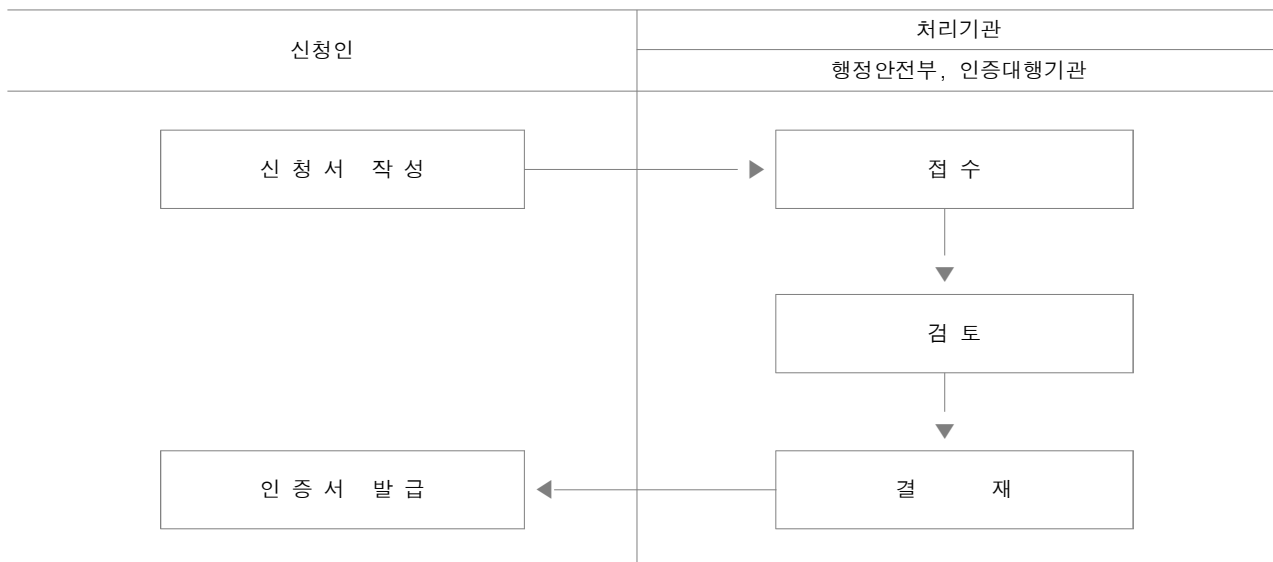 신청인
처리기관
행정안전부, 인증대행기관
신 청 서 작 성
접 수
검 토
인 증 서 발 급
결 재